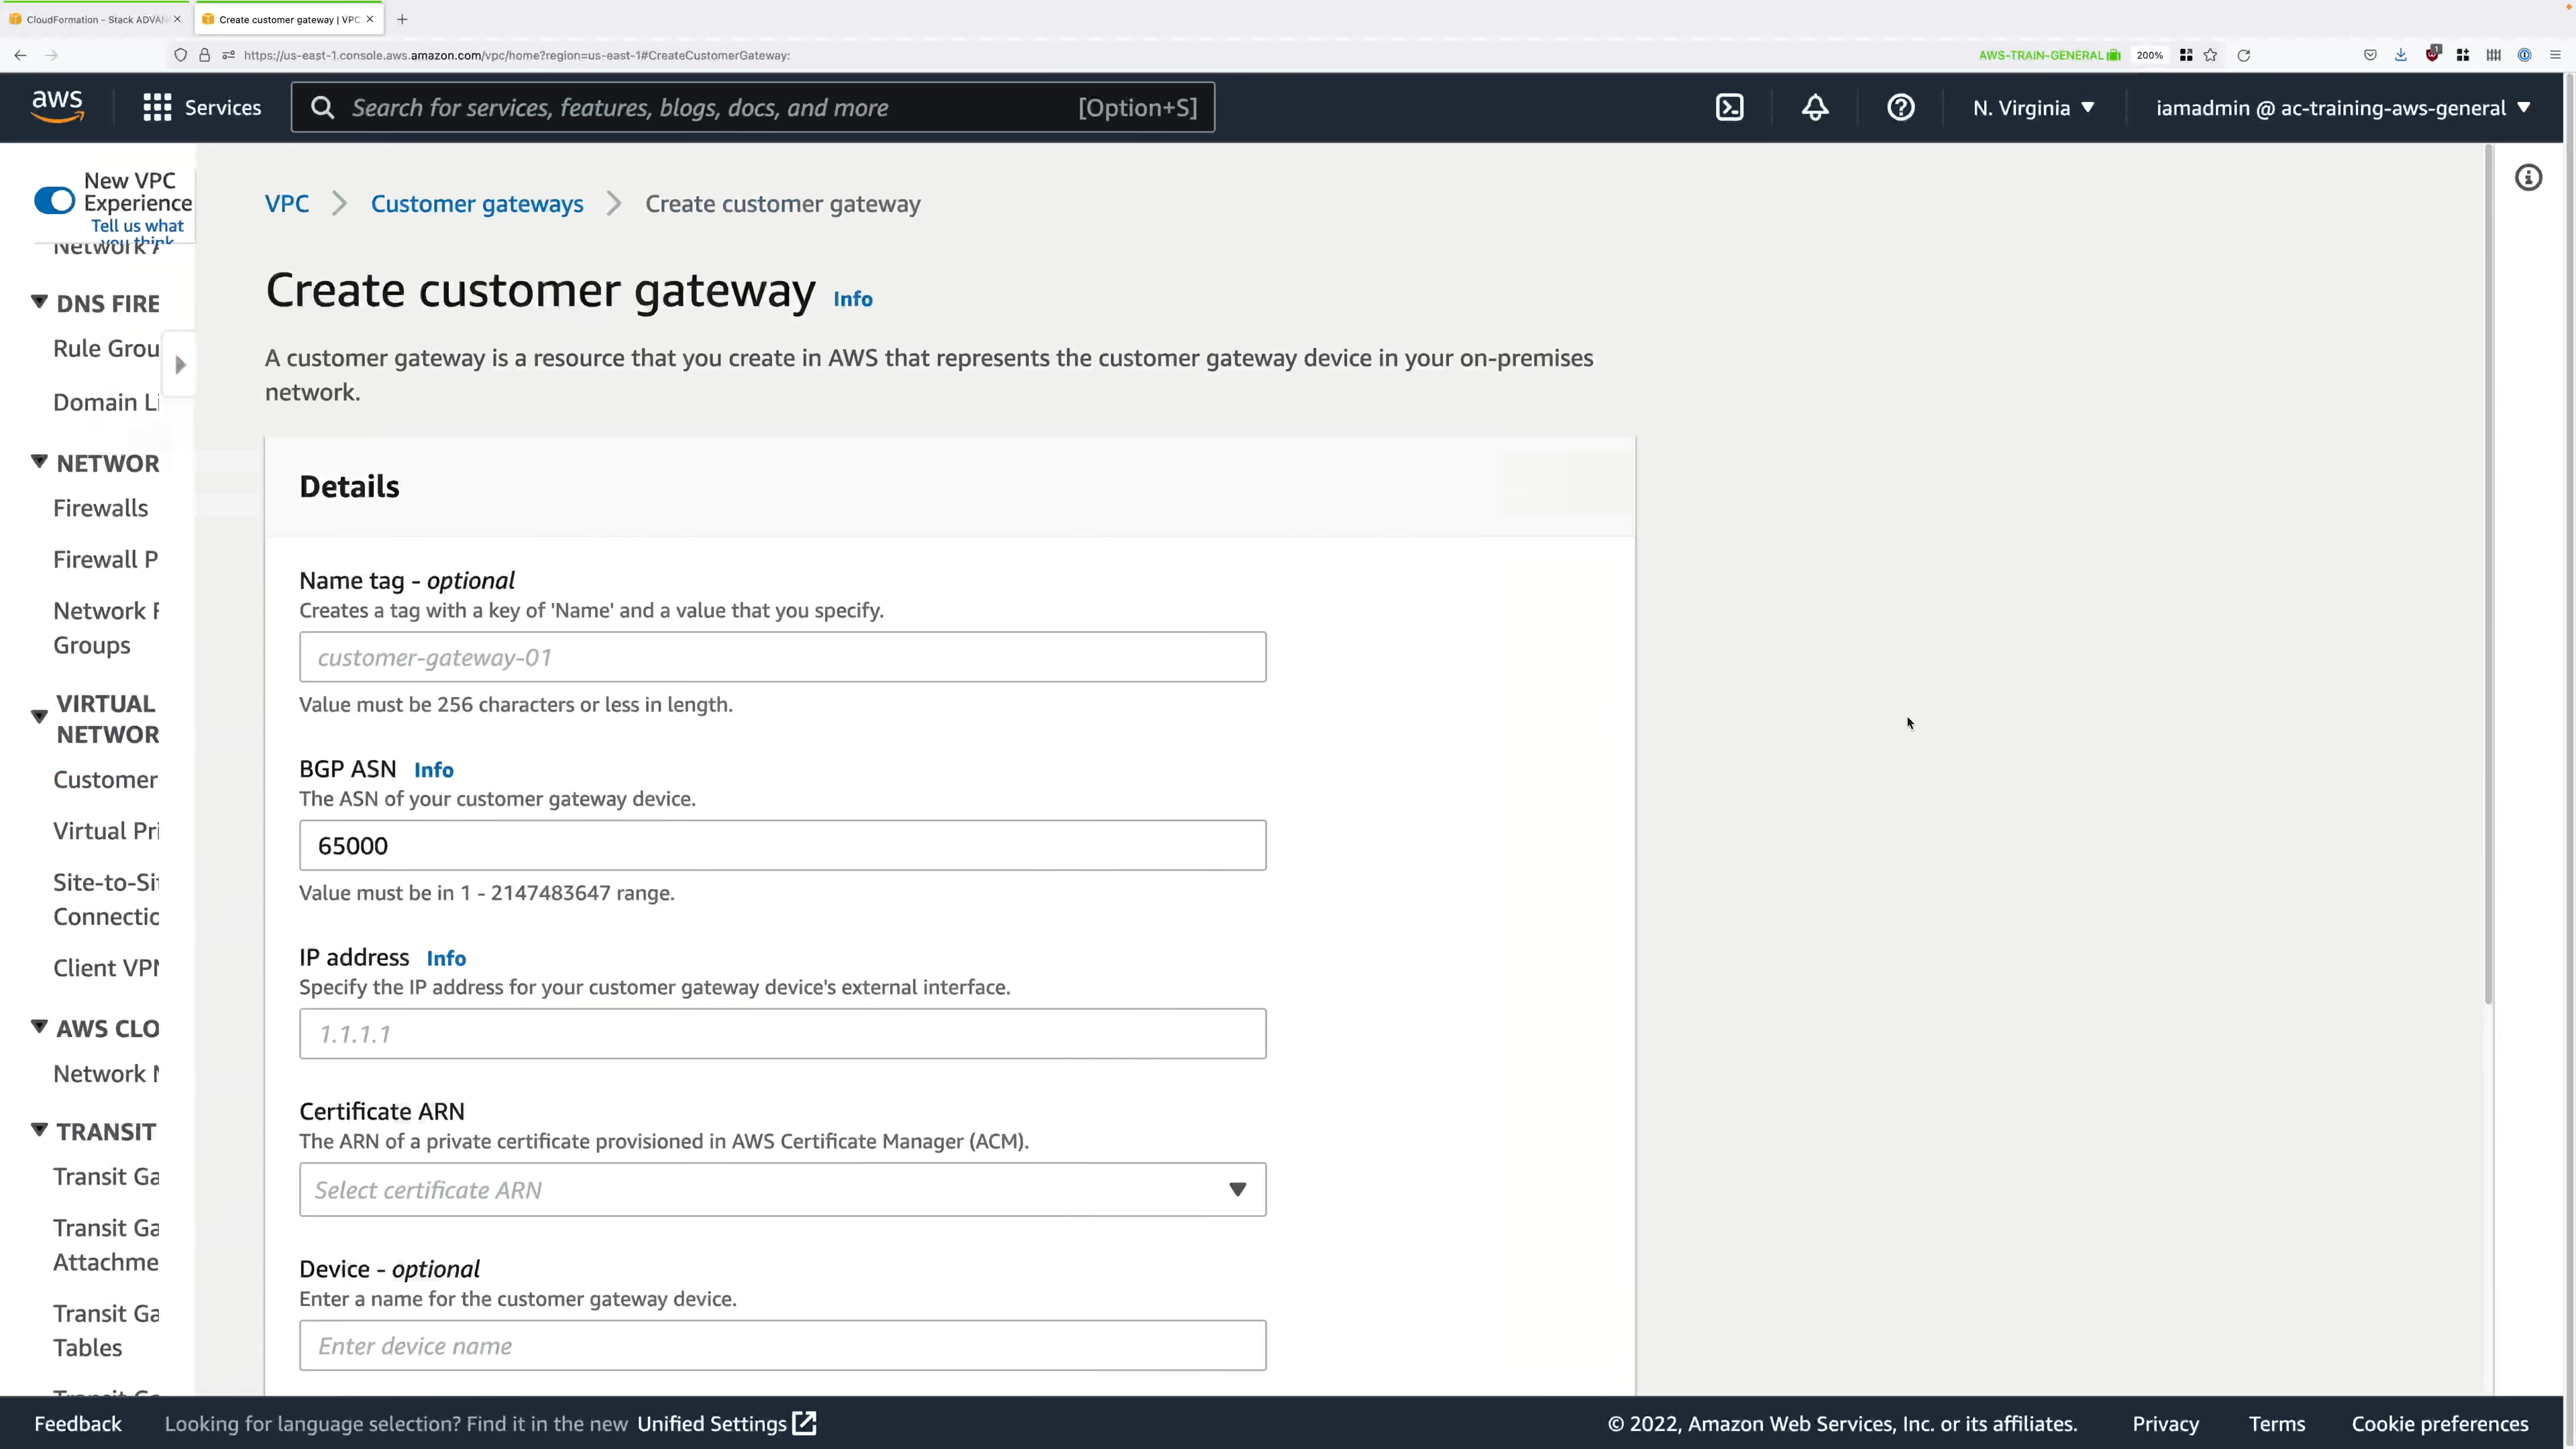 CloudFormation - Stack ADVAN
Create customer gateway | VPC
https://us-east-1.console.aws.amazon.com/vpc/home?region=us-east-1#CreateCustomerGateway:
AWS-TRAIN-GENERAL
200%
aws
Services
Search for services, features, blogs, docs, and more
[Option+S]
N. Virginia
iamadmin @ ac-training-aws-general
New VPC
Experience
Tell us what
you think
Network A
DNS FIRE
Rule Grou
Domain Li
NETWOR
Firewalls
Firewall P
Network F
Groups
VIRTUAL
NETWOR
Customer
Virtual Pri
Site-to-Sit
Connectio
Client VPN
AWS CLO
Network M
TRANSIT
Transit Ga
Transit Ga
Attachme
Transit Ga
Tables
VPC
Customer gateways
Create customer gateway
Create customer gateway Info
A customer gateway is a resource that you create in AWS that represents the customer gateway device in your on-premises
network.
Details
Name tag - optional
Creates a tag with a key of 'Name' and a value that you specify.
customer-gateway-01
Value must be 256 characters or less in length.
BGP ASN Info
The ASN of your customer gateway device.
65000
Value must be in 1 - 2147483647 range.
IP address Info
Specify the IP address for your customer gateway device's external interface.
1.1.1.1
Certificate ARN
The ARN of a private certificate provisioned in AWS Certificate Manager (ACM).
Select certificate ARN
Device - optional
Enter a name for the customer gateway device.
Enter device name
Feedback
Looking for language selection? Find it in the new Unified Settings
© 2022, Amazon Web Services, Inc. or its affiliates.
Privacy
Terms
Cookie preferences